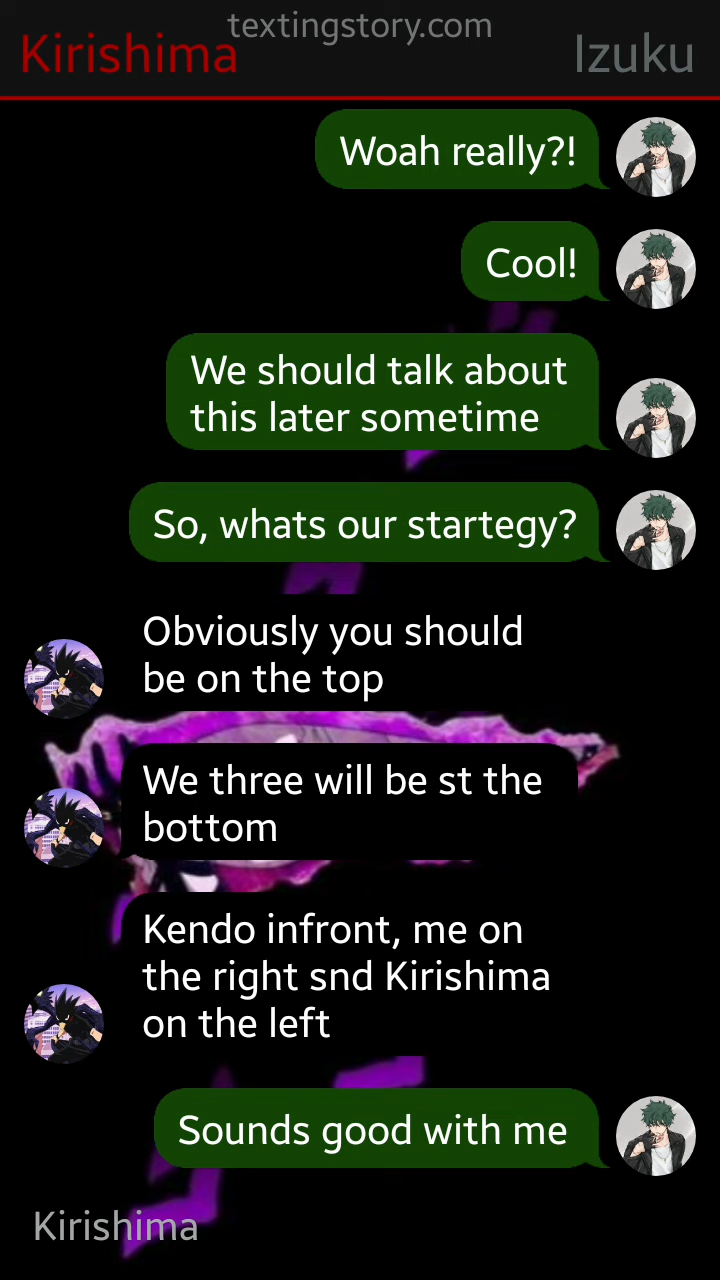 textingstory.com
Kirishima
Izuku
Woah really?!
Cool!
We should talk about
this later sometime
So, whats our startegy?
Obviously you should
be on the top
We three will be st the
bottom
Kendo infront, me on
the right snd Kirishima
on the left
Sounds good with me
Kirishima